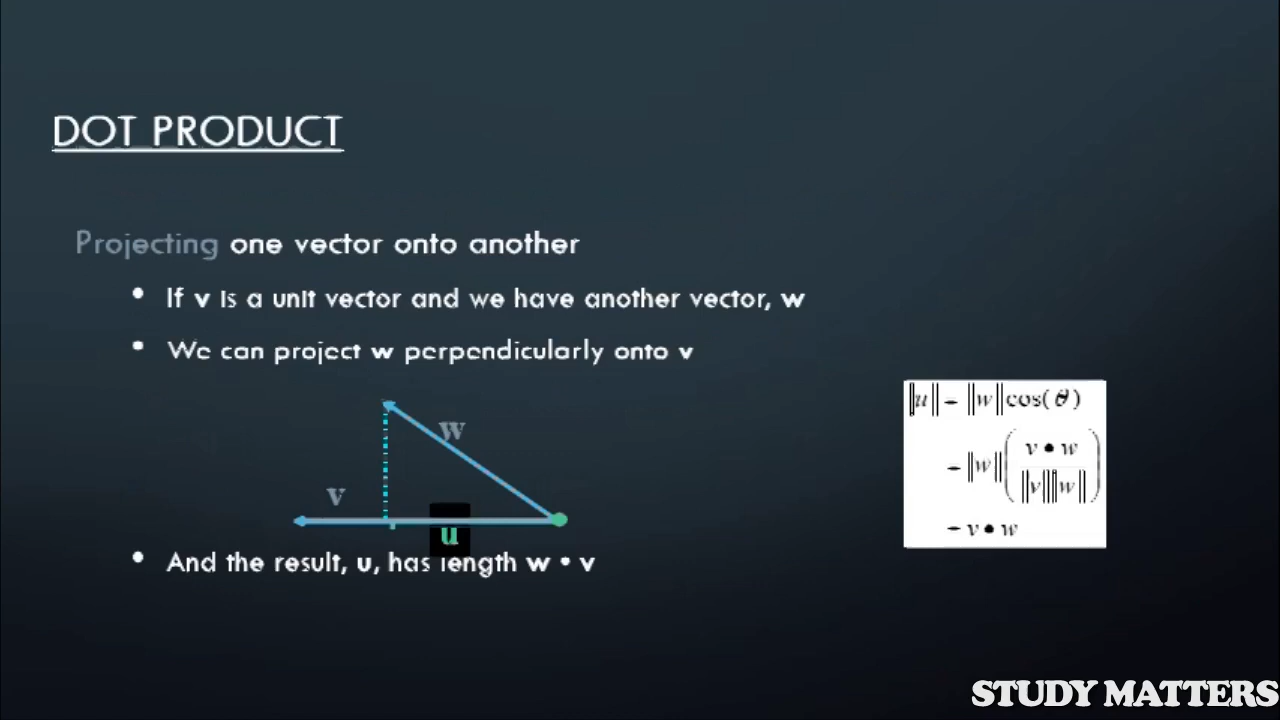 DOT PRODUCT
Projecting one vector onto another
• If v is a unit vector and we have another vector, w
• We can project w perpendicularly onto v
w
v
u
• And the result, u, has length w • v
‖u‖ = ‖w‖cos(θ)
= ‖w‖(v • w / ‖v‖‖w‖)
= v • w
STUDY MATTERS